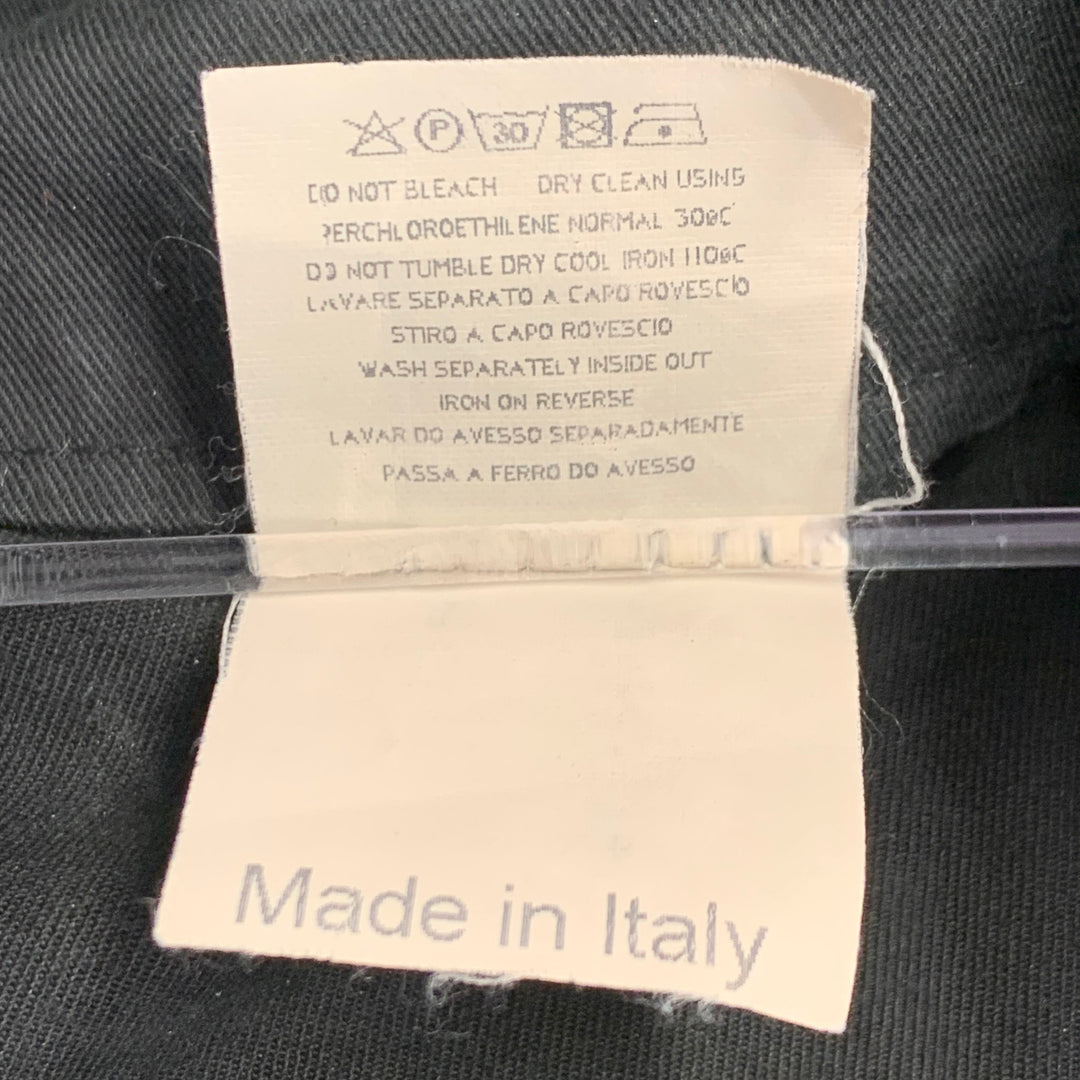 P 30
DO NOT BLEACH DRY CLEAN USING
PERCHLOROETHILENE NORMAL 30øC
DO NOT TUMBLE DRY COOL IRON 110øC
LAVARE SEPARATO A CAPO ROVESCIO
STIRO A CAPO ROVESCIO
WASH SEPARATELY INSIDE OUT
IRON ON REVERSE
LAVAR DO AVESSO SEPARADAMENTE
PASSA A FERRO DO AVESSO
Made in Italy